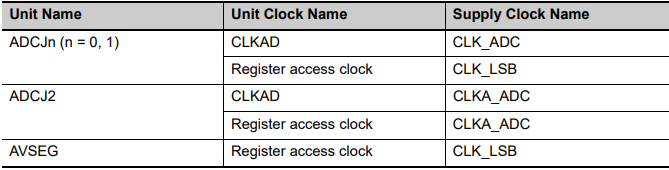 Unit Name Unit Clock Name Supply Clock Name
ADCJn (n = 0, 1) CLKAD CLK_ADC
Register access clock CLK_LSB
ADCJ2 CLKAD CLKA_ADC
Register access clock CLKA_ADC
AVSEG Register access clock CLK_LSB